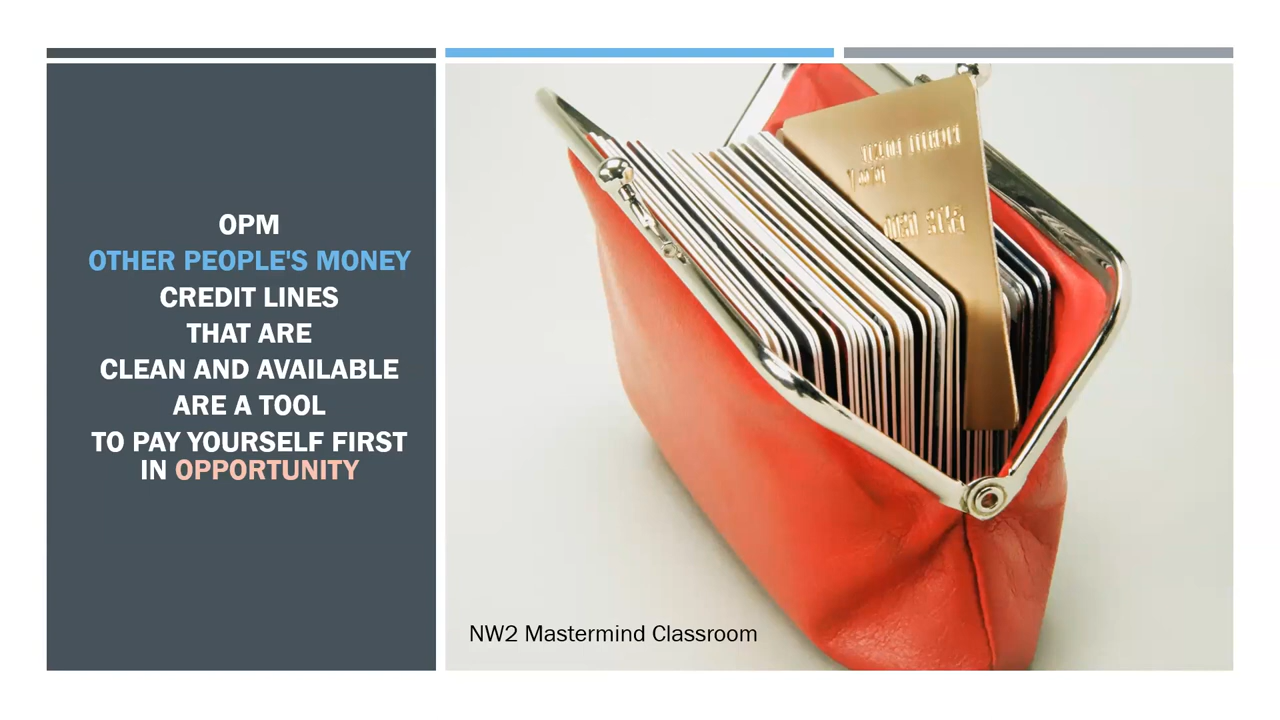 OPM
OTHER PEOPLE'S MONEY
CREDIT LINES
THAT ARE
CLEAN AND AVAILABLE
ARE A TOOL
TO PAY YOURSELF FIRST
IN OPPORTUNITY
NW2 Mastermind Classroom